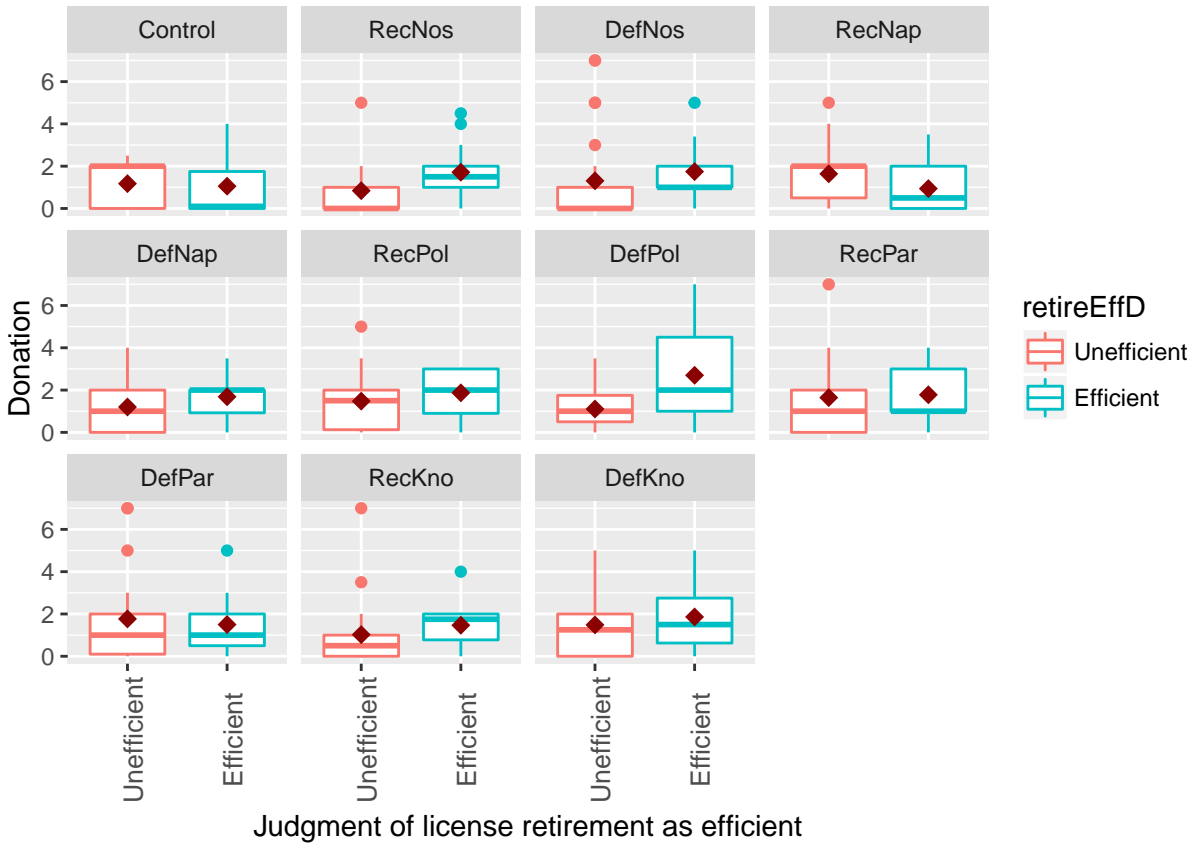 Control RecNos DefNos RecNap
6
4
2
0
DefNap RecPol DefPol RecPar
6
4
2
0
DefPar RecKno DefKno
6
4
2
0
Donation
Unefficient Efficient Unefficient Efficient Unefficient Efficient
Judgment of license retirement as efficient
retireEffD
Unefficient
Efficient